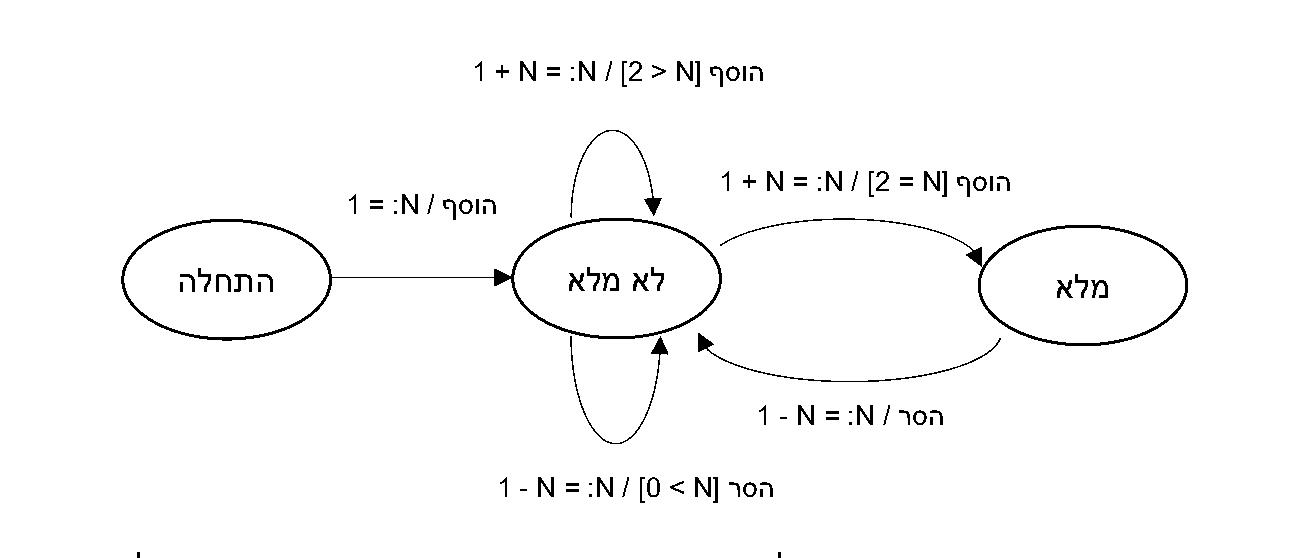 הוסף [N < 2] / N: = N + 1
הוסף [N = 2] / N: = N + 1
הוסף / N: = 1
התחלה
לא מלא
מלא
הסר / N: = N - 1
הסר [N > 0] / N: = N - 1